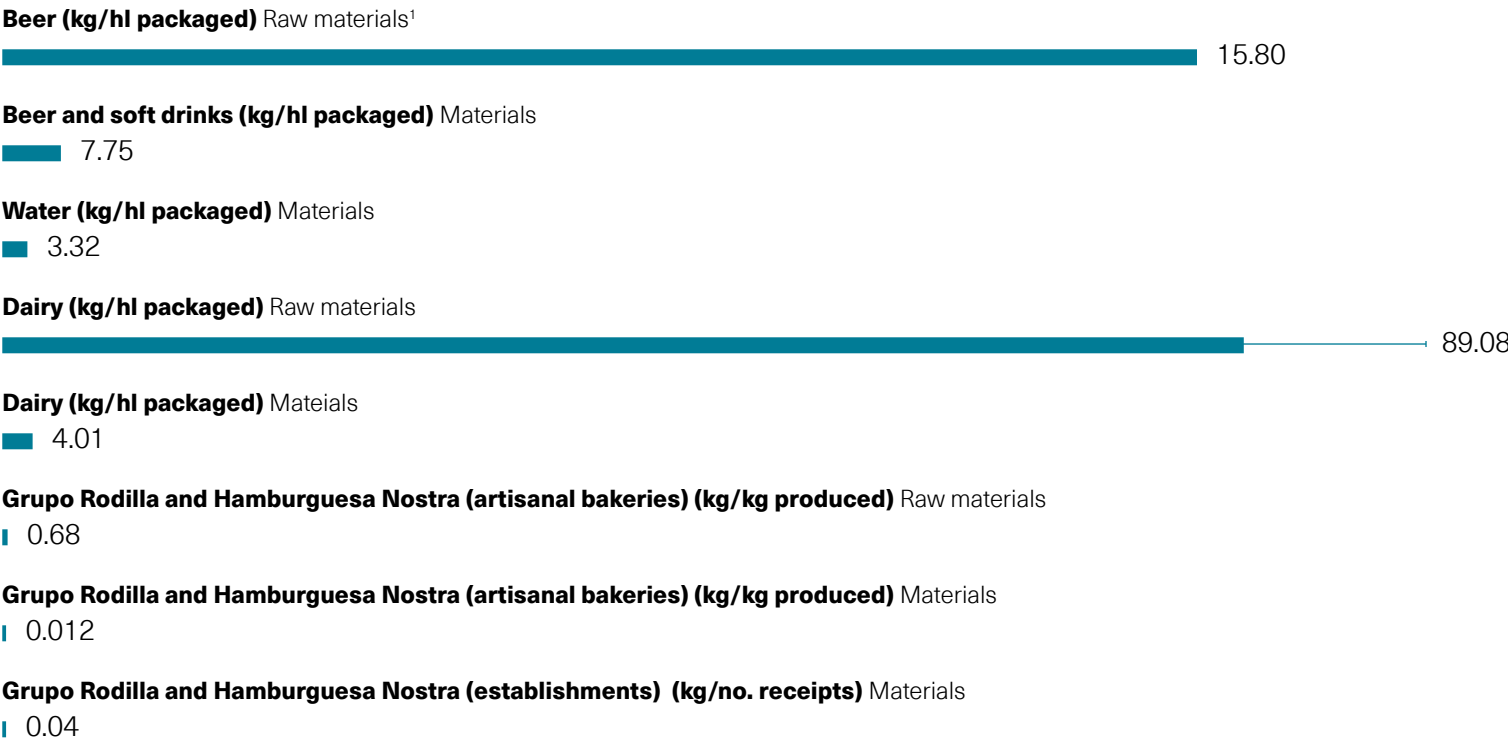 Beer (kg/hl packaged) Raw materials¹
15.80
Beer and soft drinks (kg/hl packaged) Materials
7.75
Water (kg/hl packaged) Materials
3.32
Dairy (kg/hl packaged) Raw materials
89.08
Dairy (kg/hl packaged) Mateials
4.01
Grupo Rodilla and Hamburguesa Nostra (artisanal bakeries) (kg/kg produced) Raw materials
0.68
Grupo Rodilla and Hamburguesa Nostra (artisanal bakeries) (kg/kg produced) Materials
0.012
Grupo Rodilla and Hamburguesa Nostra (establishments) (kg/no. receipts) Materials
0.04